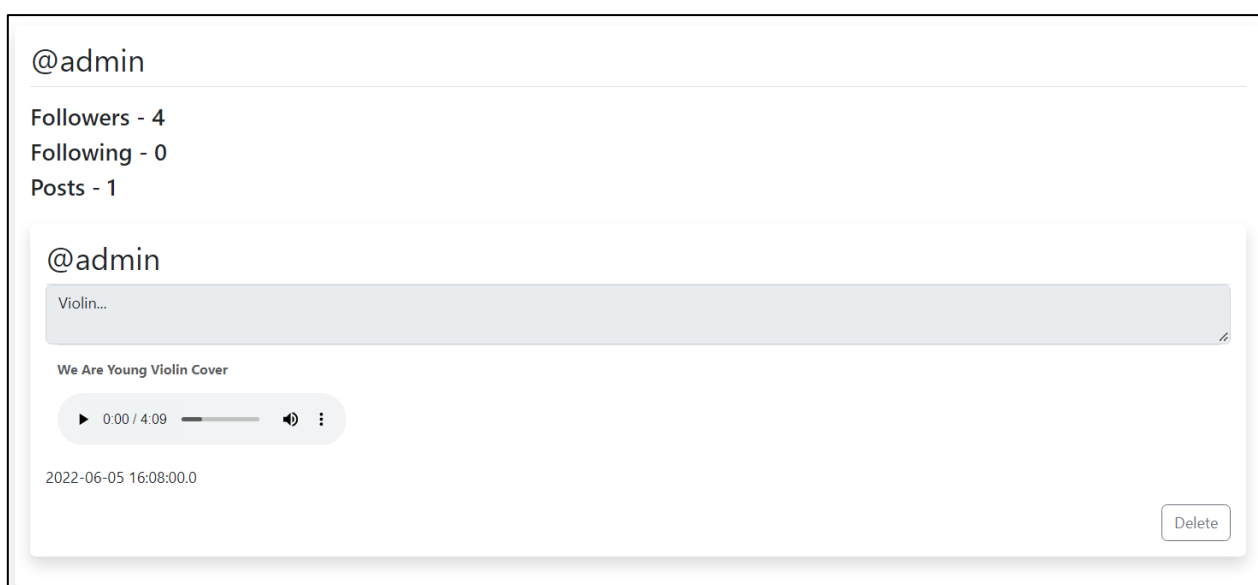 @admin
Followers - 4
Following - 0
Posts - 1
@admin
Violin...
We Are Young Violin Cover
0:00 / 4:09
2022-06-05 16:08:00.0
Delete